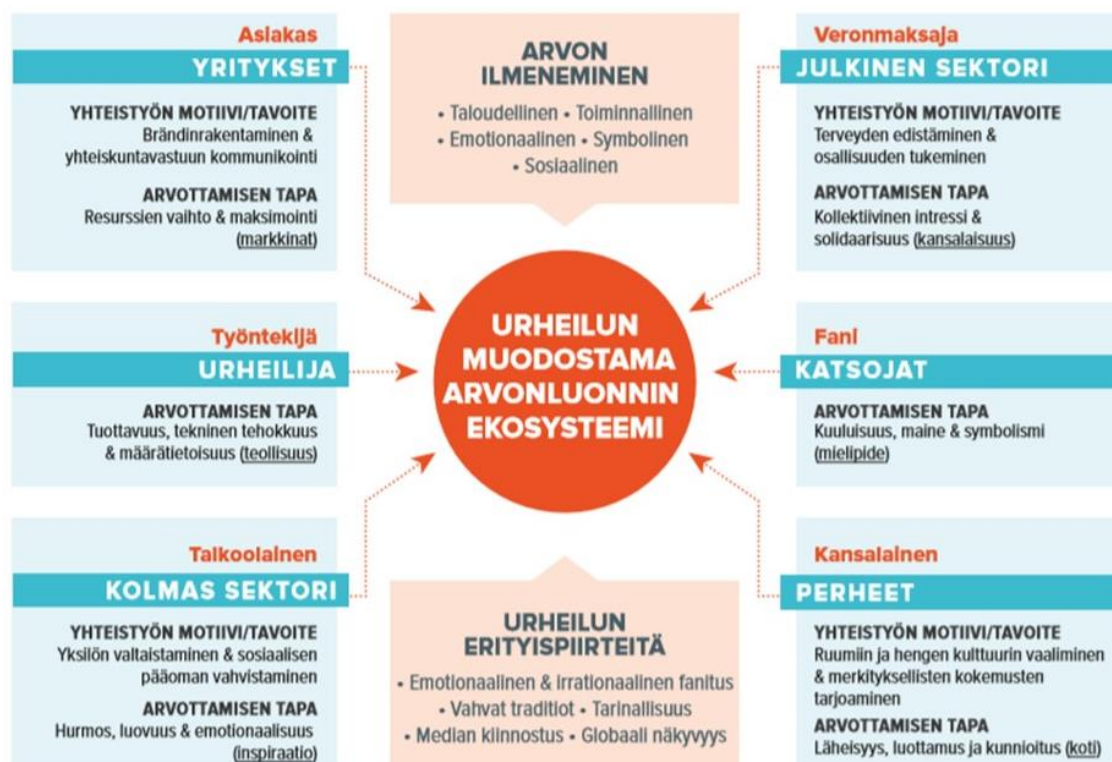 Asiakas
YRITYKSET
YHTEISTYÖN MOTIIVI/TAVOITE
Brändinrakentaminen &
yhteiskuntavastuun kommunikointi
ARVOTTAMISEN TAPA
Resurssien vaihto & maksimointi
(markkinat)
ARVON
ILMENEMINEN
• Taloudellinen • Toiminnallinen
• Emotionaalinen • Symbolinen
• Sosiaalinen
Veronmaksaja
JULKINEN SEKTORI
YHTEISTYÖN MOTIIVI/TAVOITE
Terveyden edistäminen &
osallisuuden tukeminen
ARVOTTAMISEN TAPA
Kollektiivinen intressi &
solidaarisuus (kansalaisuus)
Työntekijä
URHEILIJA
ARVOTTAMISEN TAPA
Tuottavuus, tekninen tehokkuus
& määrätietoisuus (teollisuus)
URHEILUN
MUODOSTAMA
ARVONLUONNIN
EKOSYSTEEMI
Fani
KATSOJAT
ARVOTTAMISEN TAPA
Kuuluisuus, maine & symbolismi
(mielipide)
Talkoolainen
KOLMAS SEKTORI
YHTEISTYÖN MOTIIVI/TAVOITE
Yksilön valtaistaminen & sosiaalisen
pääoman vahvistaminen
ARVOTTAMISEN TAPA
Hurmos, luovuus & emotionaalisuus
(inspiraatio)
URHEILUN
ERITYISPIIRTEITÄ
• Emotionaalinen & irrationaalinen fanitus
• Vahvat traditiot • Tarinallisuus
• Median kiinnostus • Globaali näkyvyys
Kansalainen
PERHEET
YHTEISTYÖN MOTIIVI/TAVOITE
Ruumiin ja hengen kulttuurin vaaliminen
& merkityksellisten kokemusten
tarjoaminen
ARVOTTAMISEN TAPA
Läheisyys, luottamus ja kunnioitus (koti)